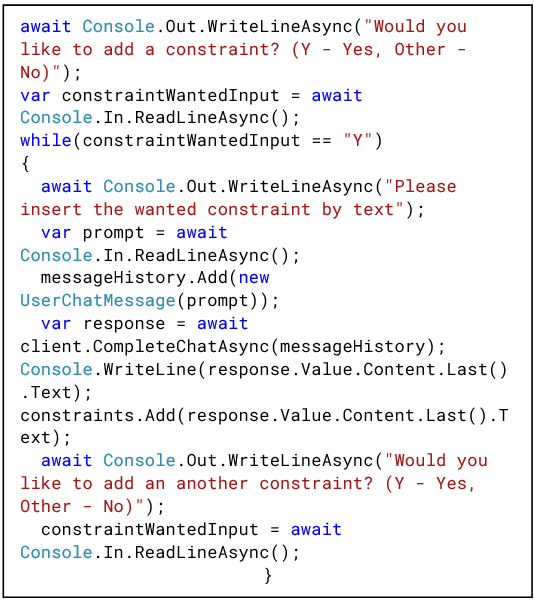 await Console.Out.WriteLineAsync("Would you
like to add a constraint? (Y - Yes, Other -
No)");
var constraintWantedInput = await
Console.In.ReadLineAsync();
while(constraintWantedInput == "Y")
{
  await Console.Out.WriteLineAsync("Please
insert the wanted constraint by text");
  var prompt = await
Console.In.ReadLineAsync();
  messageHistory.Add(new
UserChatMessage(prompt));
  var response = await
client.CompleteChatAsync(messageHistory);
Console.WriteLine(response.Value.Content.Last()
.Text);
constraints.Add(response.Value.Content.Last().T
ext);
  await Console.Out.WriteLineAsync("Would you
like to add an another constraint? (Y - Yes,
Other - No)");
  constraintWantedInput = await
Console.In.ReadLineAsync();
}